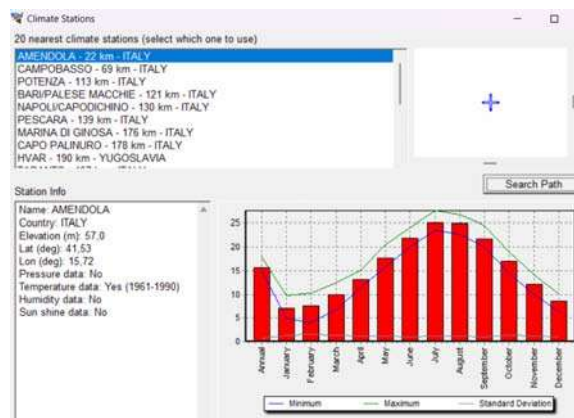 Climate Stations
20 nearest climate stations (select which one to use)
AMENDOLA - 22 km - ITALY
CAMPOBASSO - 69 km - ITALY
POTENZA - 113 km - ITALY
BARI/PALESE MACCHIE - 121 km - ITALY
NAPOLI/CAPODICHINO - 130 km - ITALY
PESCARA - 139 km - ITALY
MARINA DI GINOSA - 176 km - ITALY
CAPO PALINURO - 178 km - ITALY
HVAR - 190 km - YUGOSLAVIA
Search Path
Station Info
Name: AMENDOLA
Country: ITALY
Elevation (m): 57,0
Lat (deg): 41,53
Lon (deg): 15,72
Pressure data: No
Temperature data: Yes (1961-1990)
Humidity data: No
Sun shine data: No
25
20
15
10
5
0
Annual
January
February
March
April
May
June
July
August
September
October
November
December
Minimum
Maximum
Standard Deviation